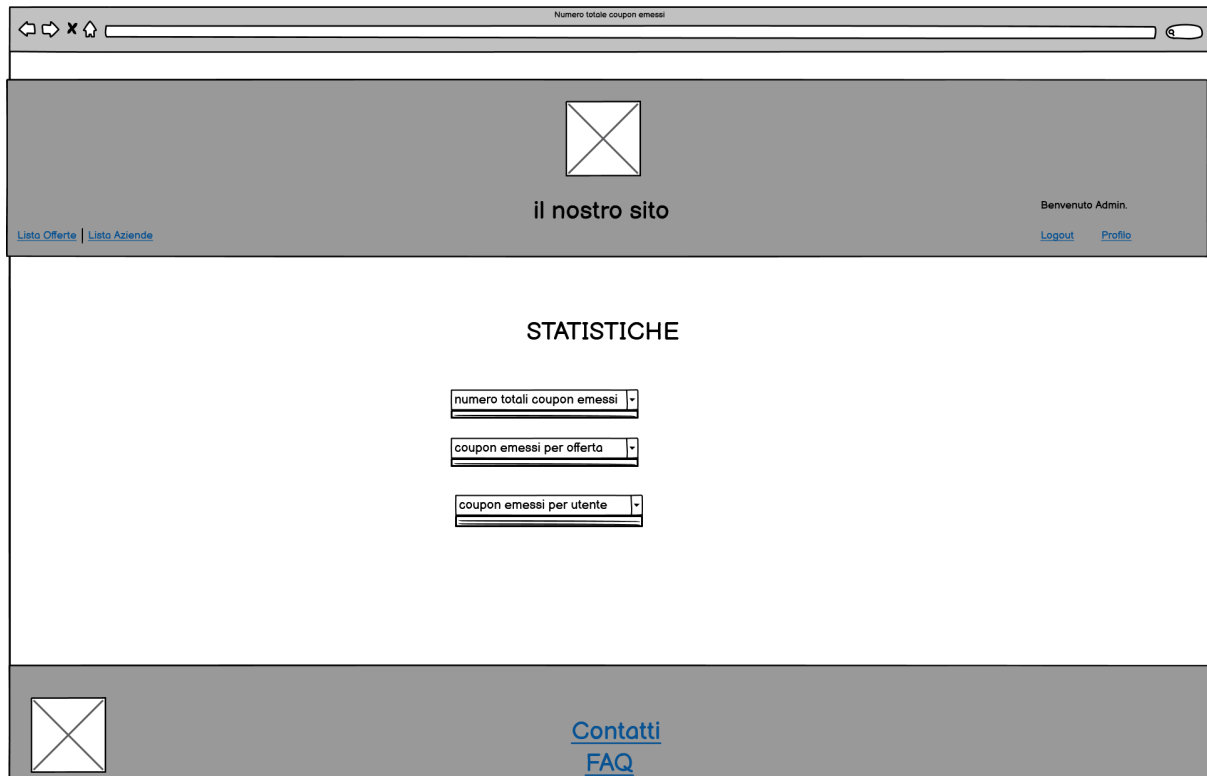 Numero totale coupon emessi
il nostro sito
Benvenuto Admin.
Lista Offerte | Lista Aziende
Logout Profilo
STATISTICHE
numero totali coupon emessi
coupon emessi per offerta
coupon emessi per utente
Contatti
FAQ